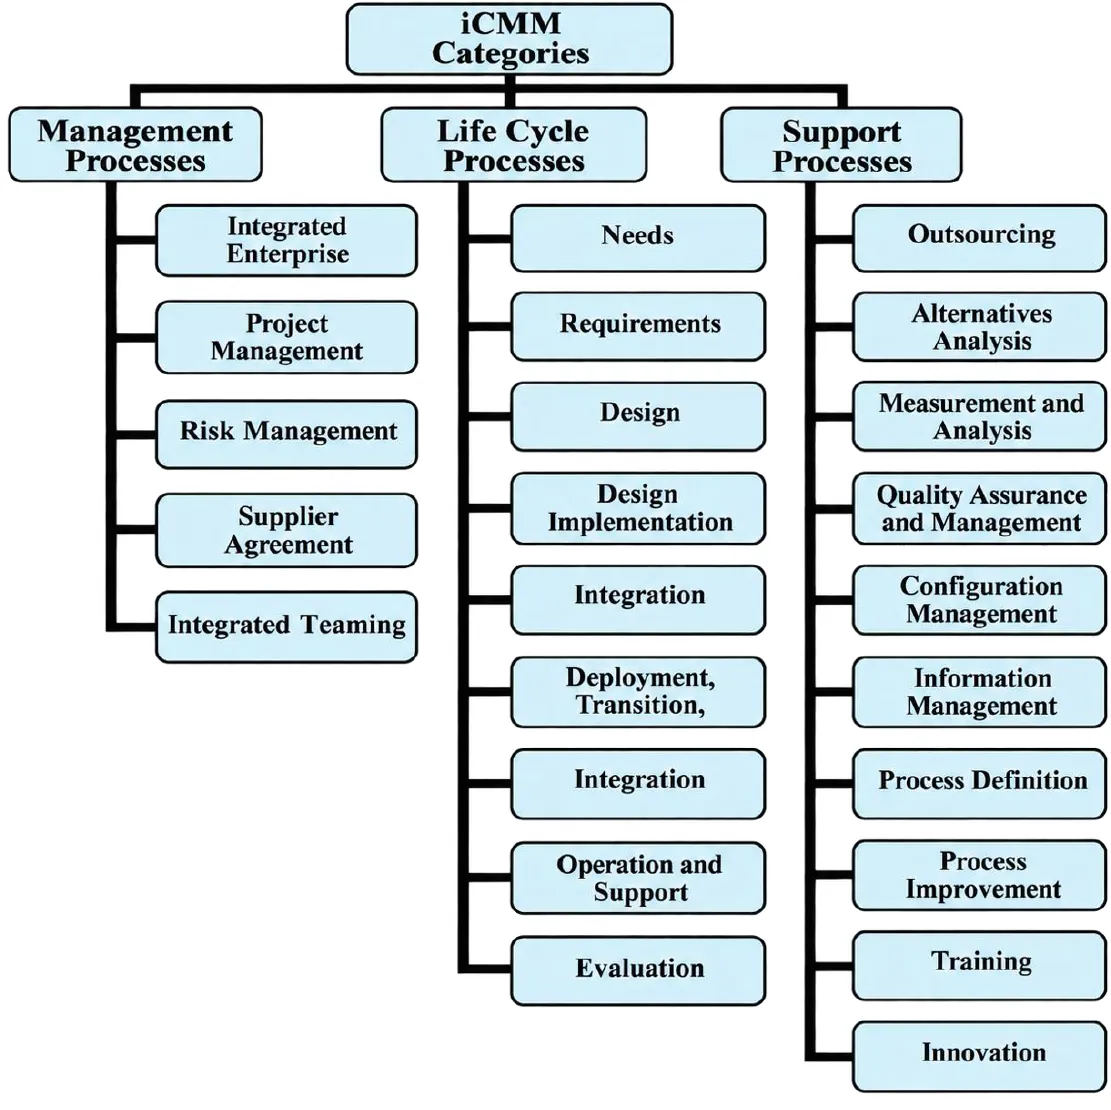 iCMM
Categories
Management
Processes
Integrated
Enterprise
Project
Management
Risk Management
Supplier
Agreement
Integrated Teaming
Life Cycle
Processes
Needs
Requirements
Design
Design
Implementation
Integration
Deployment,
Transition,
Integration
Operation and
Support
Evaluation
Support
Processes
Outsourcing
Alternatives
Analysis
Measurement and
Analysis
Quality Assurance
and Management
Configuration
Management
Information
Management
Process Definition
Process
Improvement
Training
Innovation